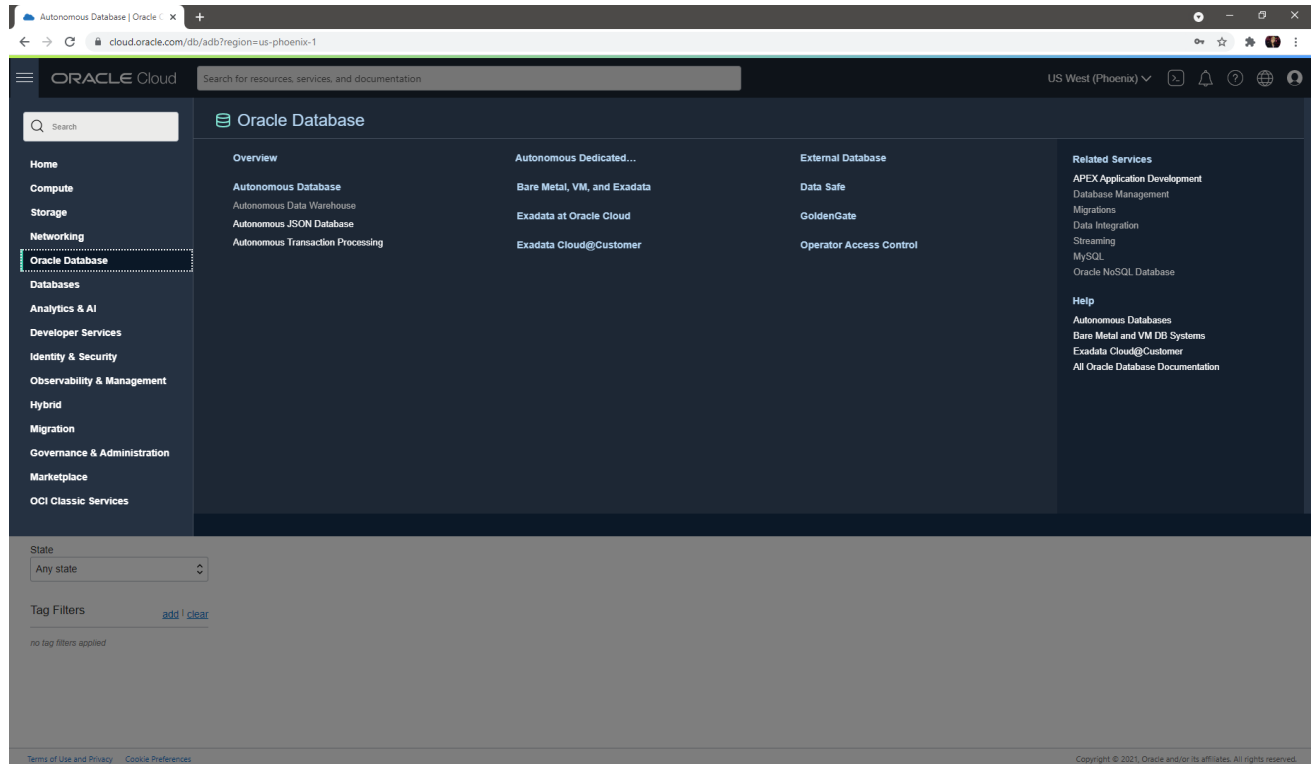 Autonomous Database | Oracle C
cloud.oracle.com/db/adb?region=us-phoenix-1
ORACLE Cloud
Search for resources, services, and documentation
US West (Phoenix)
Search
Home
Compute
Storage
Networking
Oracle Database
Databases
Analytics & AI
Developer Services
Identity & Security
Observability & Management
Hybrid
Migration
Governance & Administration
Marketplace
OCI Classic Services
Oracle Database
Overview
Autonomous Database
Autonomous Data Warehouse
Autonomous JSON Database
Autonomous Transaction Processing
Autonomous Dedicated...
Bare Metal, VM, and Exadata
Exadata at Oracle Cloud
Exadata Cloud@Customer
External Database
Data Safe
GoldenGate
Operator Access Control
Related Services
APEX Application Development
Database Management
Migrations
Data Integration
Streaming
MySQL
Oracle NoSQL Database
Help
Autonomous Databases
Bare Metal and VM DB Systems
Exadata Cloud@Customer
All Oracle Database Documentation
State
Any state
Tag Filters add | clear
no tag filters applied
Terms of Use and Privacy Cookie Preferences
Copyright © 2021, Oracle and/or its affiliates. All rights reserved.